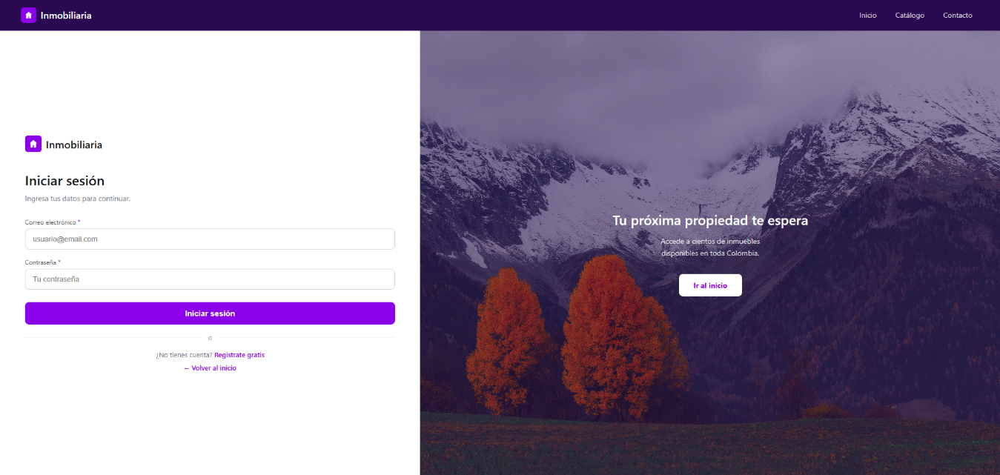 Inmobiliaria
Inicio
Catálogo
Contacto
Inmobiliaria
Iniciar sesión
Ingresa tus datos para continuar.
Correo electrónico *
usuario@email.com
Contraseña *
Tu contraseña
Iniciar sesión
o
¿No tienes cuenta? Regístrate gratis
← Volver al inicio
Tu próxima propiedad te espera
Accede a cientos de inmuebles
disponibles en toda Colombia.
Ir al inicio